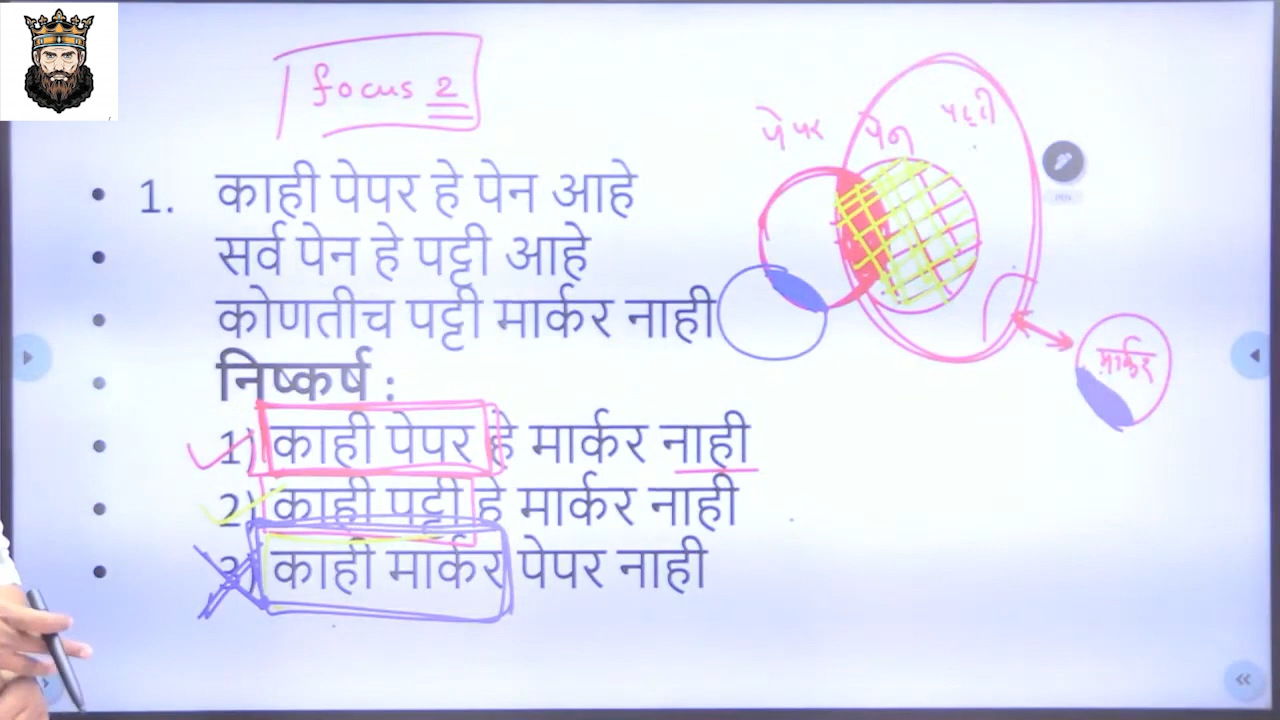 focus 2
पेपर पेन पट्टी
1. काही पेपर हे पेन आहे
सर्व पेन हे पट्टी आहे
कोणतीच पट्टी मार्कर नाही
मार्कर
निष्कर्ष :
1) काही पेपर हे मार्कर नाही
2) काही पट्टी हे मार्कर नाही
3) काही मार्कर पेपर नाही